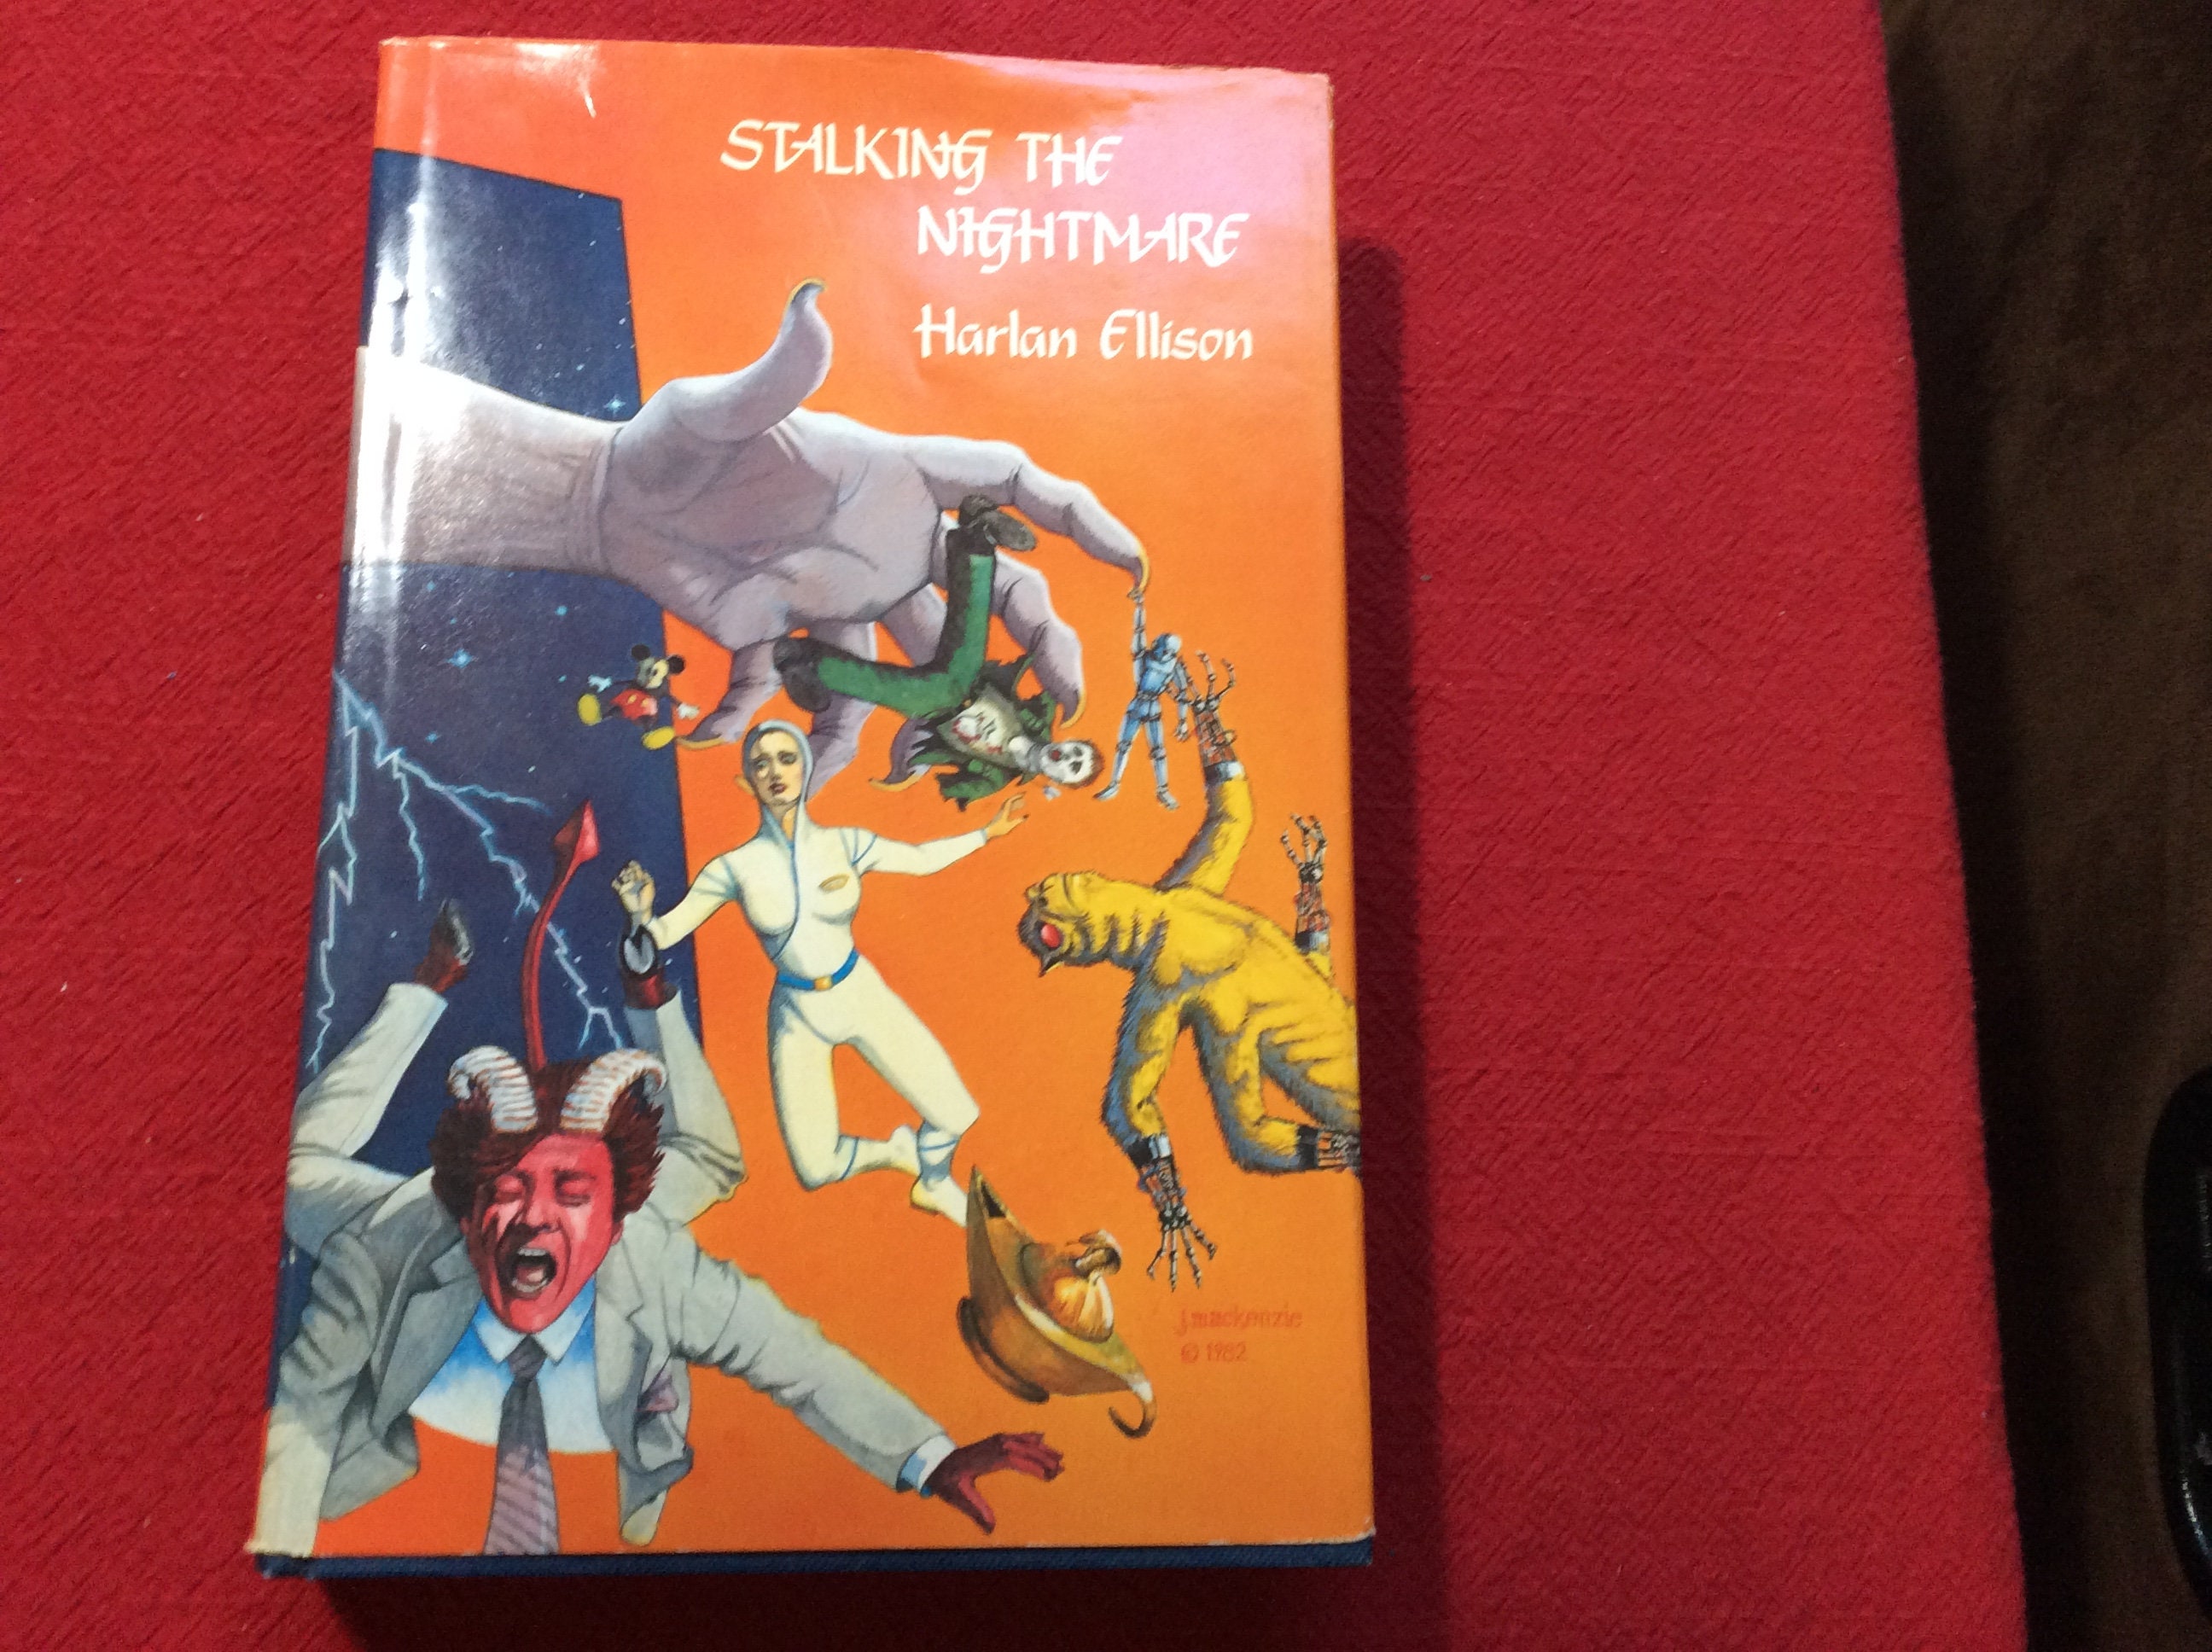 STALKING THE
NIGHTMARE
Harlan Ellison
j.mackenzie
© 1982